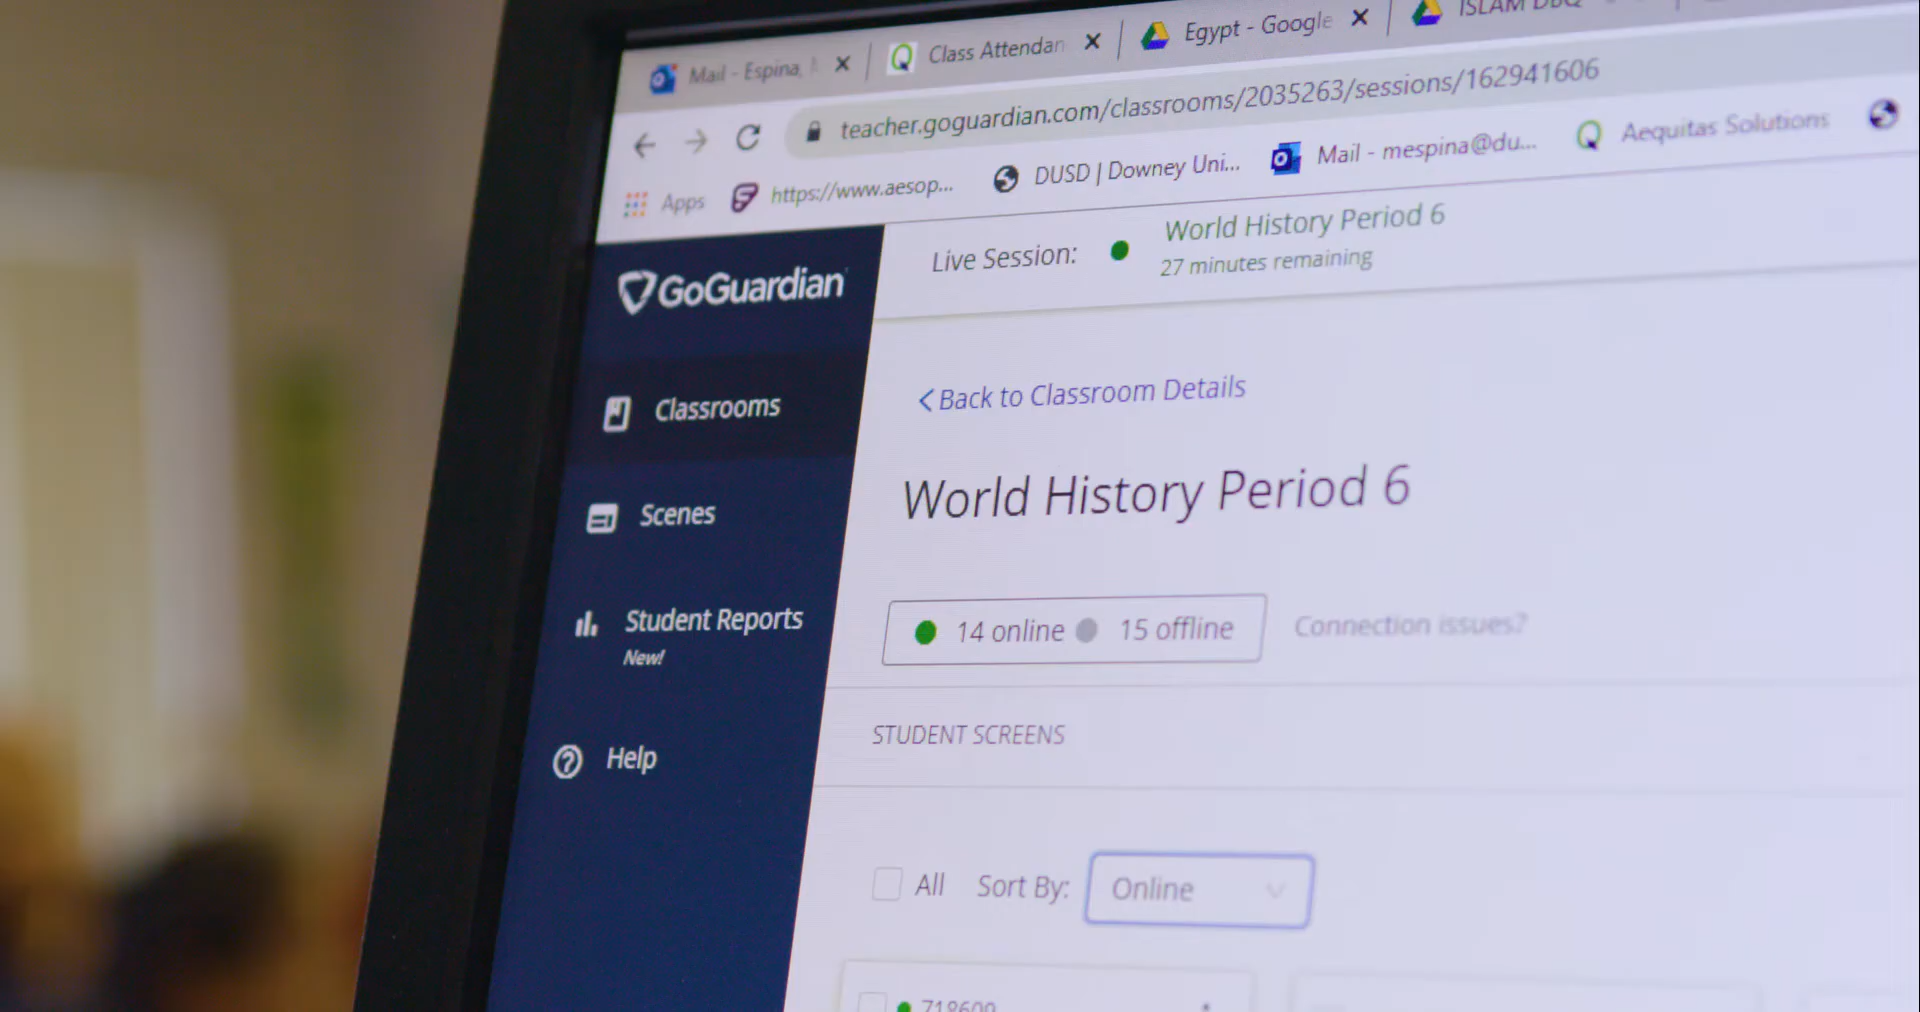 Mail - Espina,
Class Attendan
Egypt - Google
ISLAM DBQ
teacher.goguardian.com/classrooms/2035263/sessions/162941606
Apps
https://www.aesop...
DUSD | Downey Uni...
Mail - mespina@du...
Aequitas Solutions
Live Session:
World History Period 6
27 minutes remaining
GoGuardian
Classrooms
Scenes
Student Reports
New!
Help
Back to Classroom Details
World History Period 6
14 online
15 offline
Connection issues?
STUDENT SCREENS
All
Sort By:
Online